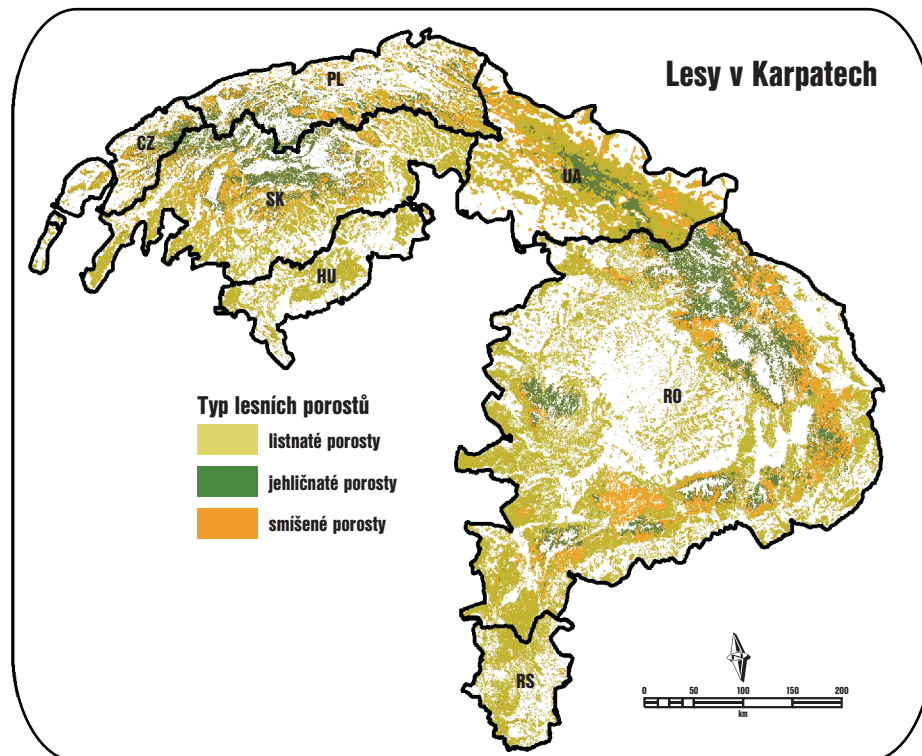 Lesy v Karpatech
PL
CZ
SK
UA
HU
RO
RS
Typ lesních porostů
listnaté porosty
jehličnaté porosty
smíšené porosty
0 50 100 150 200
km